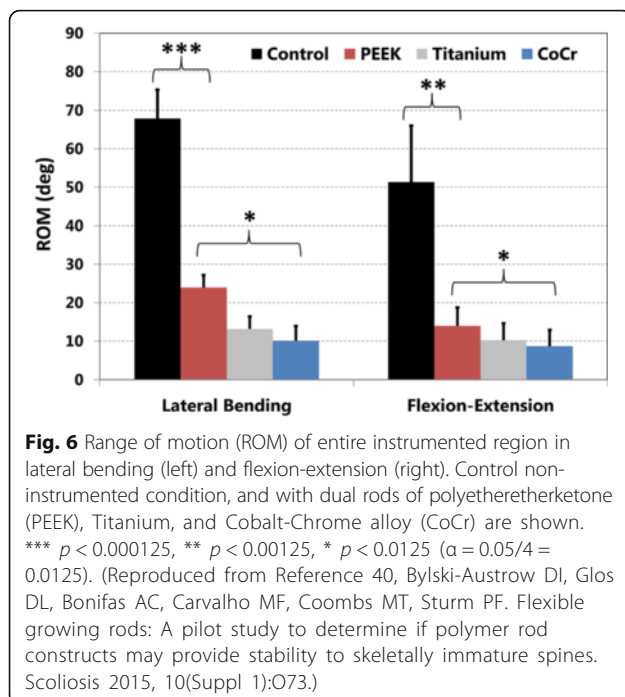 90
80
70
60
50
40
30
20
10
0
ROM (deg)
***
Control PEEK Titanium CoCr
**
*
*
Lateral Bending Flexion-Extension
Fig. 6 Range of motion (ROM) of entire instrumented region in
lateral bending (left) and flexion-extension (right). Control non-
instrumented condition, and with dual rods of polyetheretherketone
(PEEK), Titanium, and Cobalt-Chrome alloy (CoCr) are shown.
*** p < 0.000125, ** p < 0.00125, * p < 0.0125 (α = 0.05/4 =
0.0125). (Reproduced from Reference 40, Bylski-Austrow DI, Glos
DL, Bonifas AC, Carvalho MF, Coombs MT, Sturm PF. Flexible
growing rods: A pilot study to determine if polymer rod
constructs may provide stability to skeletally immature spines.
Scoliosis 2015, 10(Suppl 1):O73.)